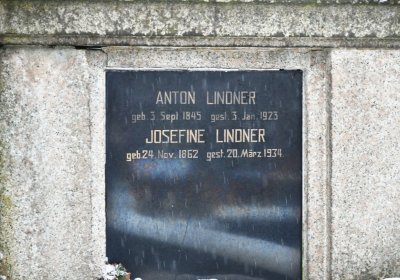 ANTON LINDNER
geb. 3. Sept. 1845 gest. 3. Jan. 1923
JOSEFINE LINDNER
geb. 24. Nov. 1862 gest. 20. März 1934.